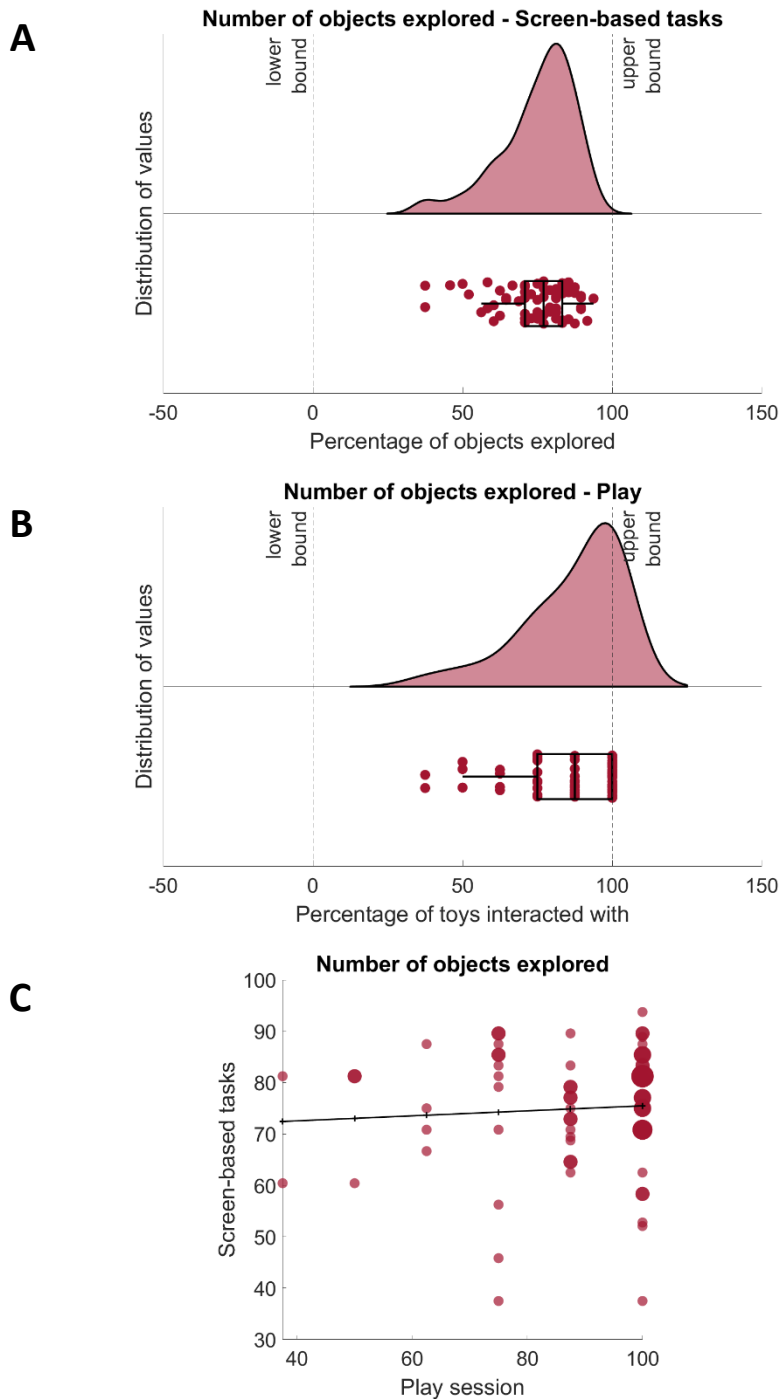 A
Number of objects explored - Screen-based tasks
lower
bound
upper
bound
Distribution of values
-50
0
50
100
150
Percentage of objects explored
B
Number of objects explored - Play
lower
bound
upper
bound
Distribution of values
-50
0
50
100
150
Percentage of toys interacted with
C
Number of objects explored
100
90
80
70
60
50
40
30
Screen-based tasks
40
60
80
100
Play session